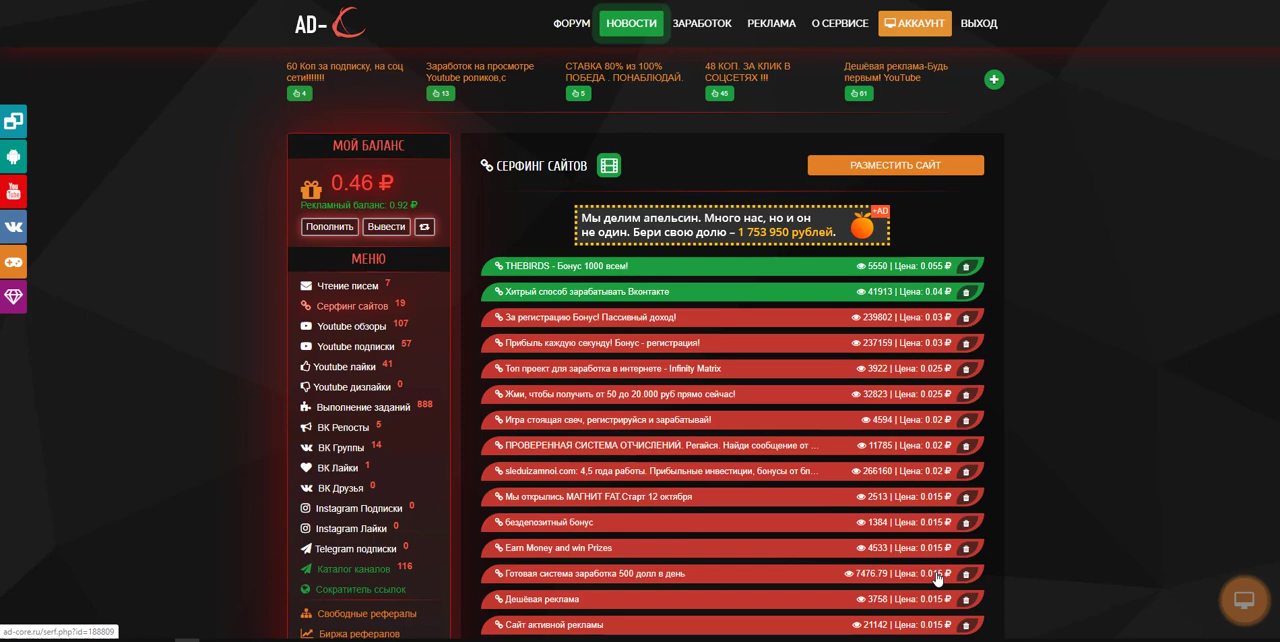 AD-
ФОРУМ НОВОСТИ ЗАРАБОТОК РЕКЛАМА О СЕРВИСЕ АККАУНТ ВЫХОД
60 Коп за подписку, на соц
сети!!!!!!!
4
Заработок на просмотре
Youtube роликов,с
13
СТАВКА 80% из 100%
ПОБЕДА . ПОНАБЛЮДАЙ.
5
48 КОП. ЗА КЛИК В
СОЦСЕТЯХ !!!
45
Дешёвая реклама-Будь
первым! YouTube
61
You
Tube
МОЙ БАЛАНС
0.46 ₽
Рекламный баланс: 0.92 ₽
Пополнить Вывести
МЕНЮ
Чтение писем 7
Серфинг сайтов 19
Youtube обзоры 107
Youtube подписки 57
Youtube лайки 41
Youtube дизлайки 0
Выполнение заданий 888
ВК Репосты 5
ВК Группы 14
ВК Лайки 1
ВК Друзья 0
Instagram Подписки 0
Instagram Лайки 0
Telegram подписки 0
Каталог каналов 116
Сократитель ссылок
Свободные рефералы
Биржа рефералов
СЕРФИНГ САЙТОВ
РАЗМЕСТИТЬ САЙТ
Мы делим апельсин. Много нас, но и он
не один. Бери свою долю – 1 753 950 рублей.
+AD
THEBIRDS - Бонус 1000 всем! 5550 | Цена: 0.055 ₽
Хитрый способ зарабатывать Вконтакте 41913 | Цена: 0.04 ₽
За регистрацию Бонус! Пассивный доход! 239802 | Цена: 0.03 ₽
Прибыль каждую секунду! Бонус - регистрация! 237159 | Цена: 0.03 ₽
Топ проект для заработка в интернете - Infinity Matrix 3922 | Цена: 0.025 ₽
Жми, чтобы получить от 50 до 20.000 руб прямо сейчас! 32823 | Цена: 0.025 ₽
Игра стоящая свеч, регистрируйся и зарабатывай! 4594 | Цена: 0.02 ₽
ПРОВЕРЕННАЯ СИСТЕМА ОТЧИСЛЕНИЙ. Регайся. Найди сообщение от ... 11785 | Цена: 0.02 ₽
sleduizamnoi.com: 4,5 года работы. Прибыльные инвестиции, бонусы от бл... 266160 | Цена: 0.02 ₽
Мы открылись МАГНИТ FAT.Старт 12 октября 2513 | Цена: 0.015 ₽
бездепозитный бонус 1384 | Цена: 0.015 ₽
Earn Money and win Prizes 4533 | Цена: 0.015 ₽
Готовая система заработка 500 долл в день 7476.79 | Цена: 0.015 ₽
Дешёвая реклама 3758 | Цена: 0.015 ₽
Сайт активной рекламы 21142 | Цена: 0.015 ₽
ad-core.ru/serf.php?id=188809